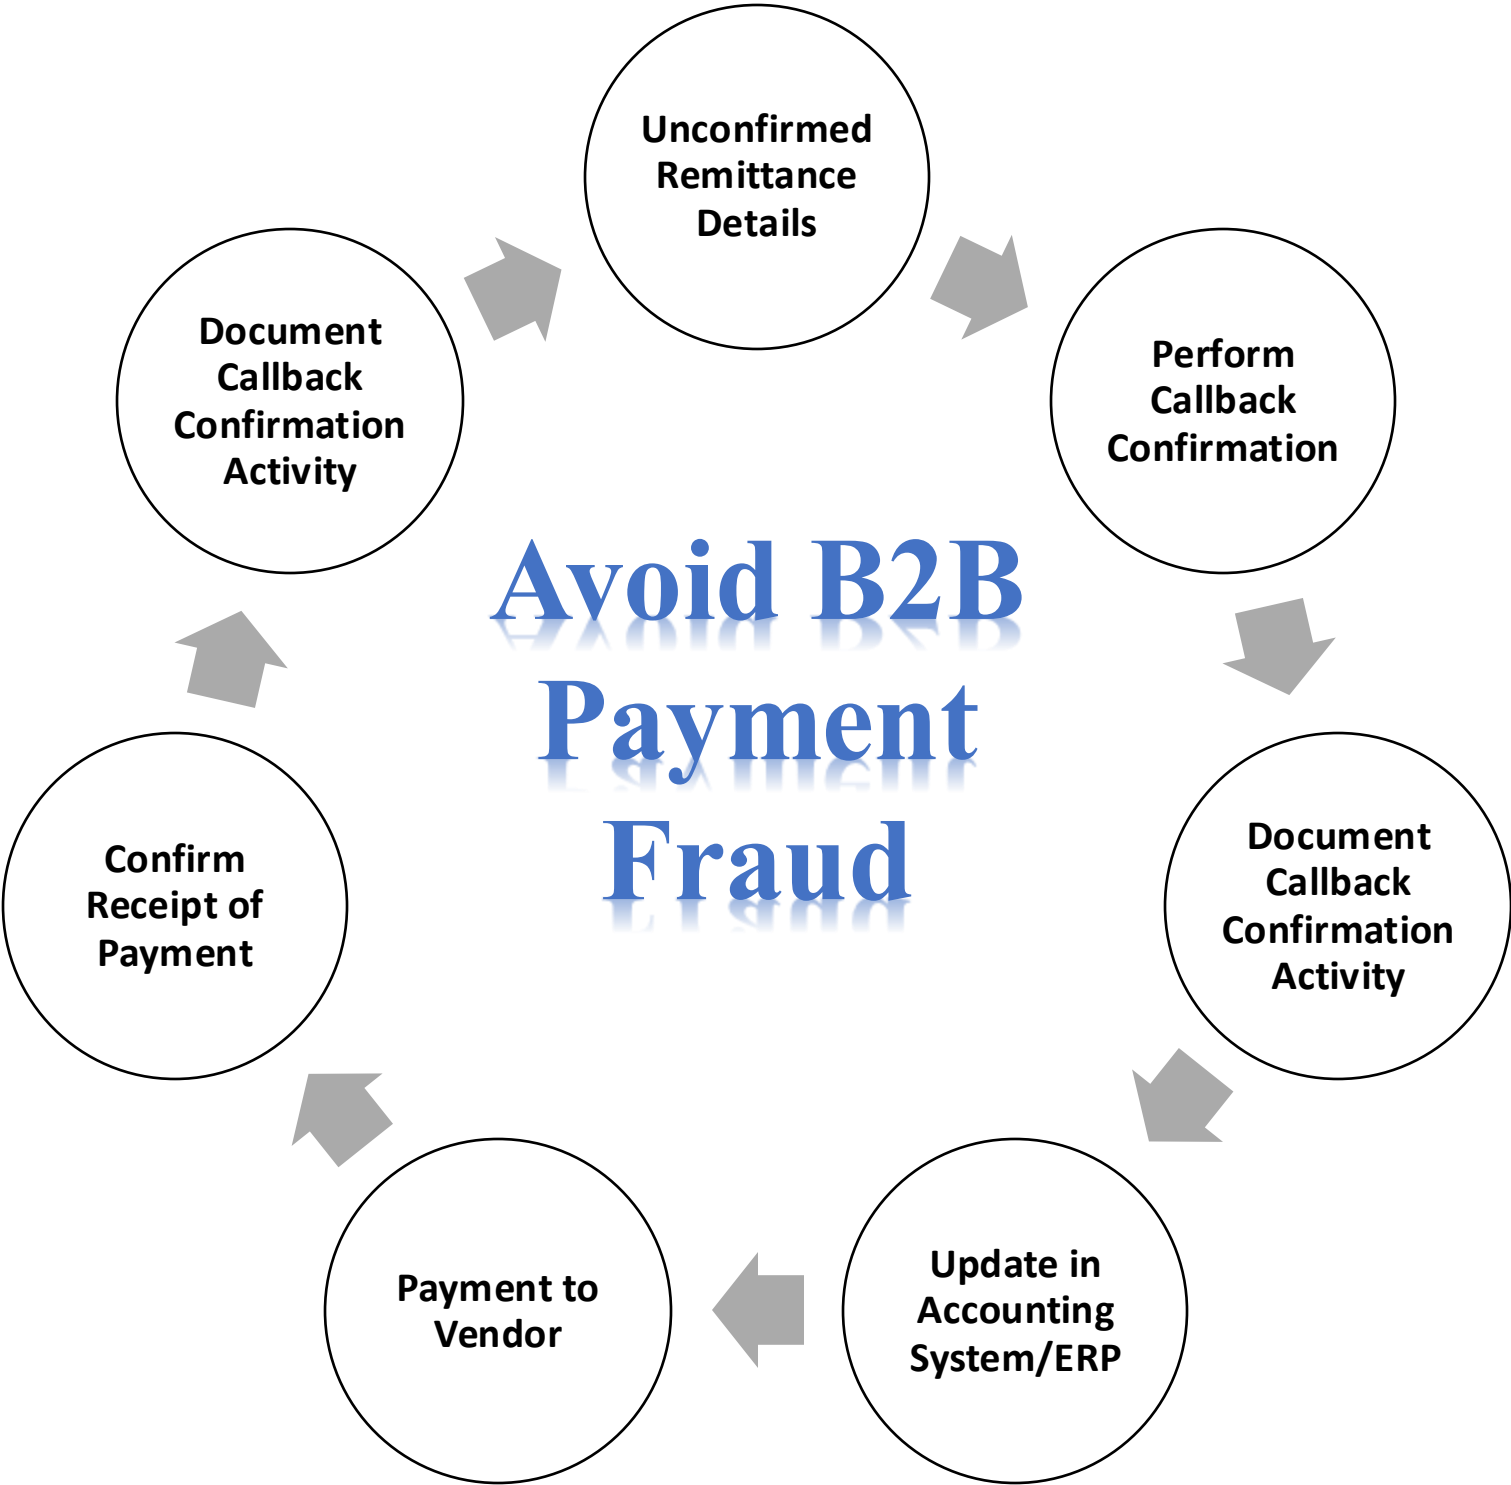 Unconfirmed
Remittance
Details
Perform
Callback
Confirmation
Document
Callback
Confirmation
Activity
Update in
Accounting
System/ERP
Payment to
Vendor
Confirm
Receipt of
Payment
Document
Callback
Confirmation
Activity
Avoid B2B
Payment
Fraud